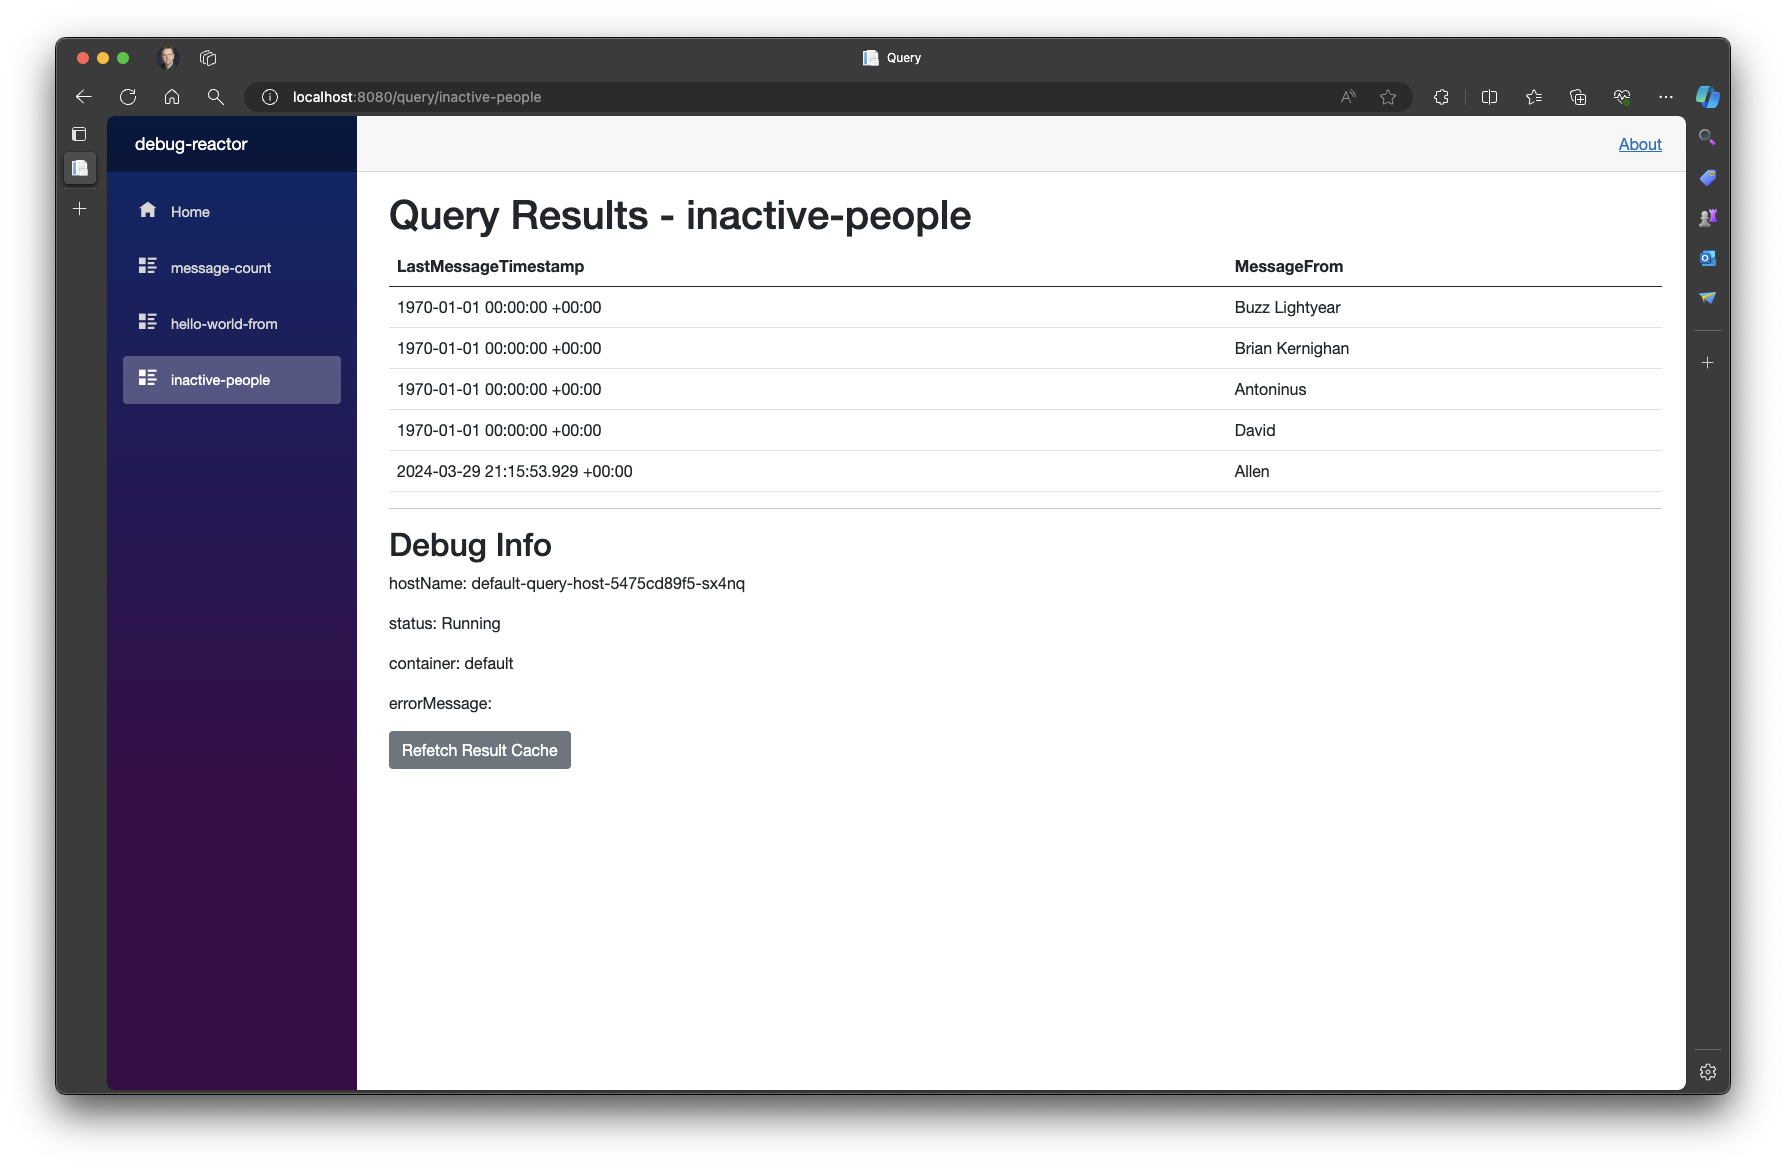 Query
localhost:8080/query/inactive-people
debug-reactor
About
Home
message-count
hello-world-from
inactive-people
Query Results - inactive-people
LastMessageTimestamp MessageFrom
1970-01-01 00:00:00 +00:00 Buzz Lightyear
1970-01-01 00:00:00 +00:00 Brian Kernighan
1970-01-01 00:00:00 +00:00 Antoninus
1970-01-01 00:00:00 +00:00 David
2024-03-29 21:15:53.929 +00:00 Allen
Debug Info
hostName: default-query-host-5475cd89f5-sx4nq
status: Running
container: default
errorMessage:
Refetch Result Cache